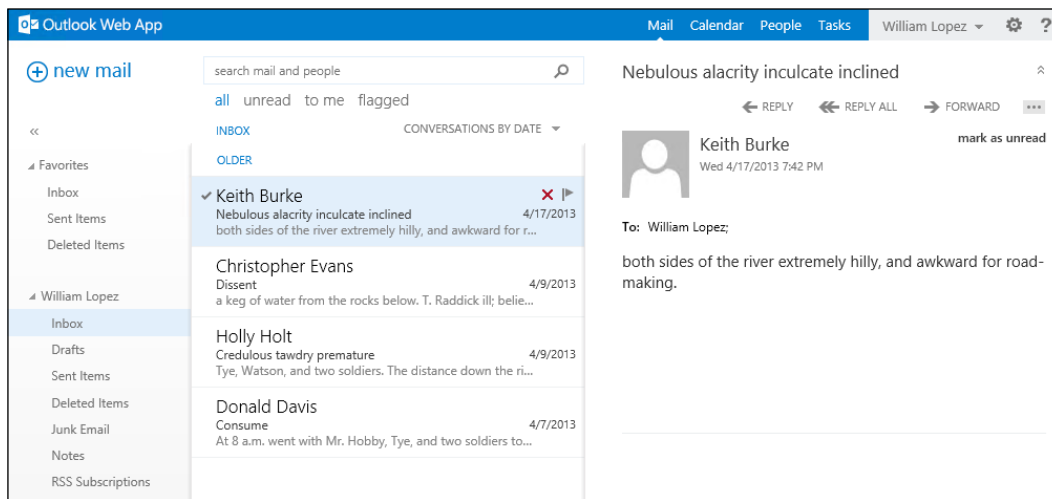 Outlook Web App
Mail Calendar People Tasks William Lopez ?
new mail
«
Favorites
Inbox
Sent Items
Deleted Items
William Lopez
Inbox
Drafts
Sent Items
Deleted Items
Junk Email
Notes
RSS Subscriptions
search mail and people
all unread to me flagged
INBOX CONVERSATIONS BY DATE
OLDER
Keith Burke
Nebulous alacrity inculcate inclined 4/17/2013
both sides of the river extremely hilly, and awkward for r...
Christopher Evans
Dissent 4/9/2013
a keg of water from the rocks below. T. Raddick ill; belie...
Holly Holt
Credulous tawdry premature 4/9/2013
Tye, Watson, and two soldiers. The distance down the ri...
Donald Davis
Consume 4/7/2013
At 8 a.m. went with Mr. Hobby, Tye, and two soldiers to...
Nebulous alacrity inculcate inclined
REPLY REPLY ALL FORWARD ...
Keith Burke mark as unread
Wed 4/17/2013 7:42 PM
To: William Lopez;
both sides of the river extremely hilly, and awkward for road-
making.